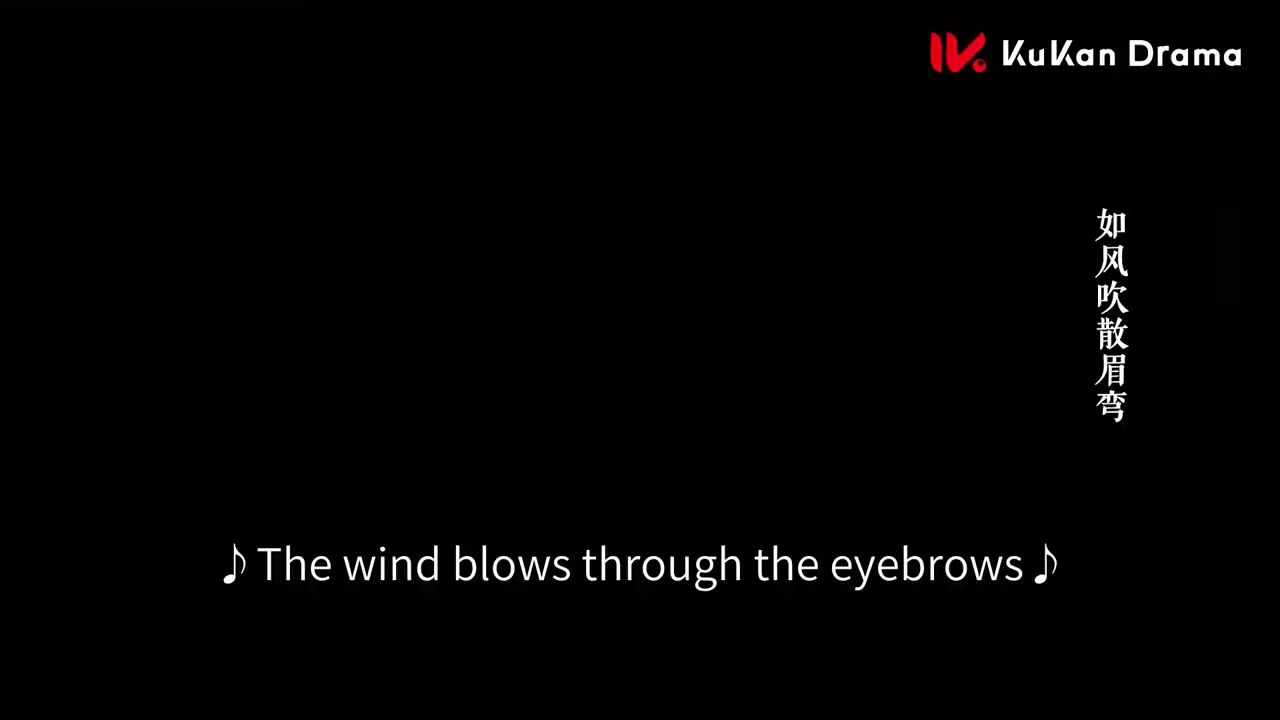 KuKan Drama
如风吹散眉弯
♪The wind blows through the eyebrows♪